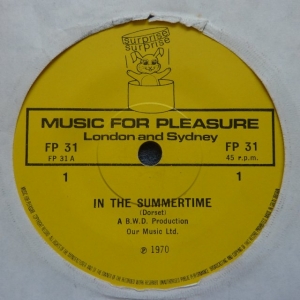 surprise
surprise
MUSIC FOR PLEASURE
London and Sydney
FP 31
FP 31 A
FP 31
45 r.p.m.
1
1
IN THE SUMMERTIME
(Dorset)
A B.W.D. Production
Our Music Ltd.
℗ 1970